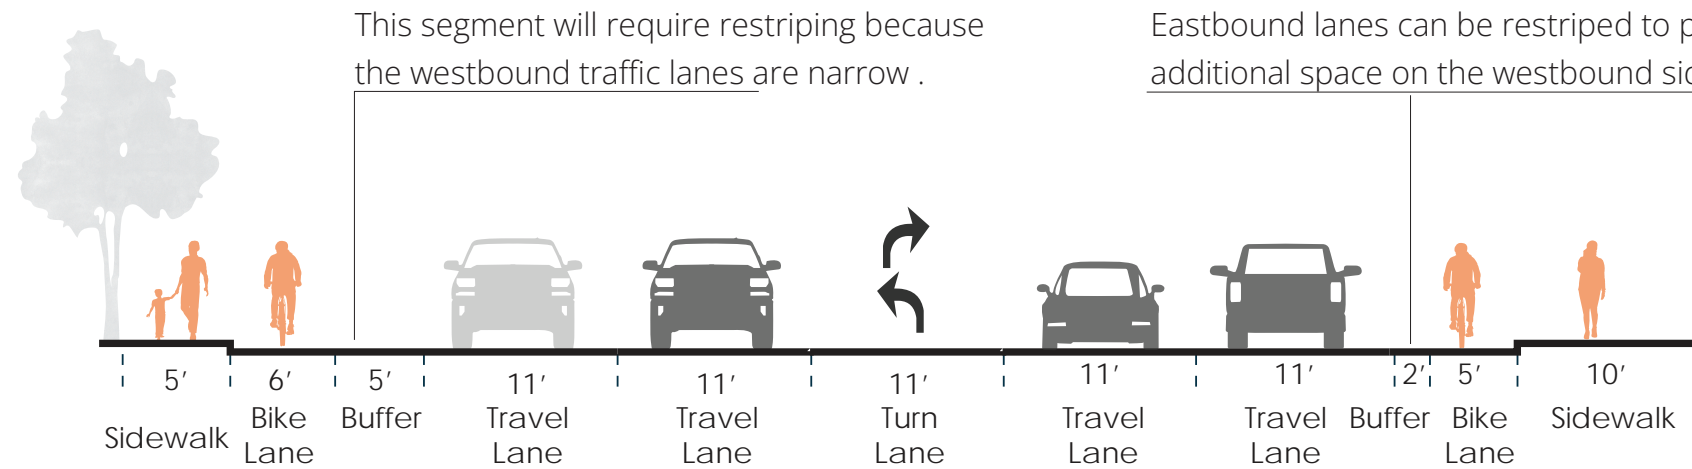 This segment will require restriping because
the westbound traffic lanes are narrow .
Eastbound lanes can be restriped to
additional space on the westbound
5′ 6′ 5′ 11′ 11′ 11′ 11′ 11′ 2′ 5′ 10′
Sidewalk
Bike
Lane
Buffer
Travel
Lane
Travel
Lane
Turn
Lane
Travel
Lane
Travel
Lane
Buffer
Bike
Lane
Sidewalk